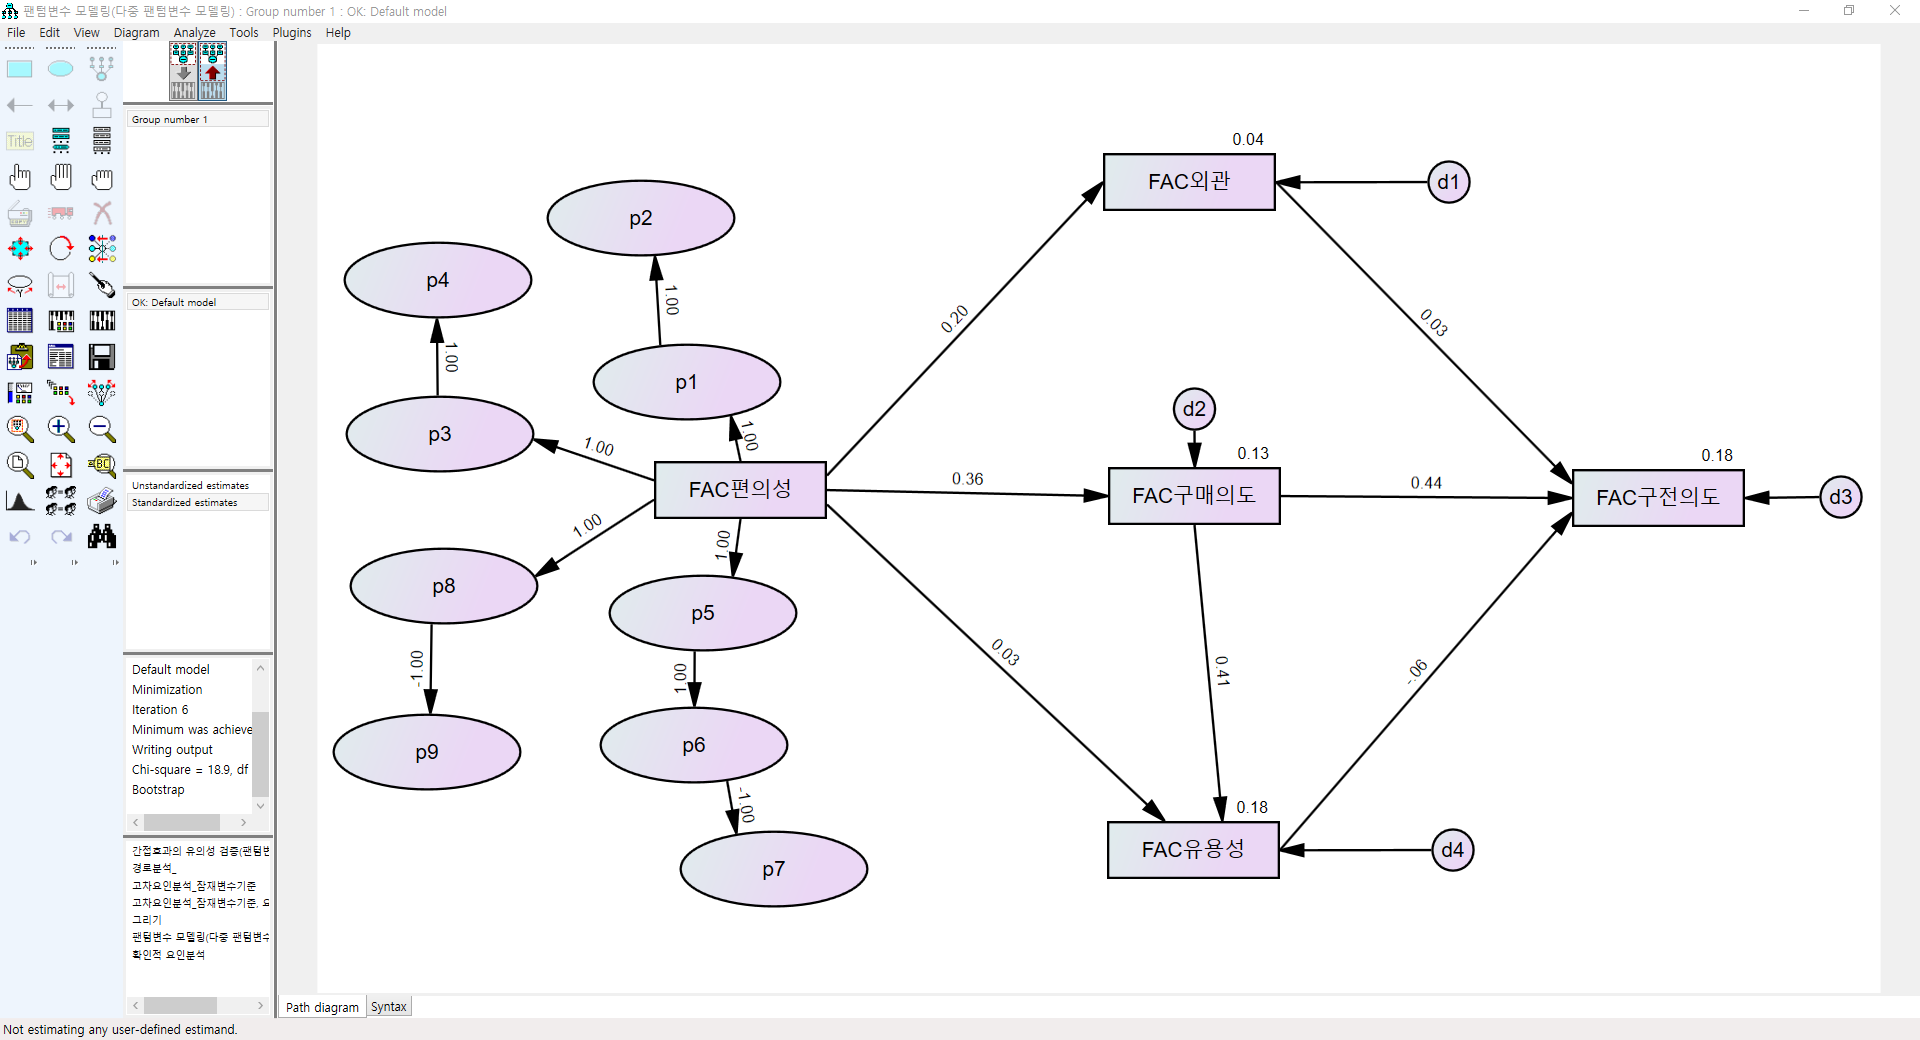 팬텀변수 모델링(다중 팬텀변수 모델링) : Group number 1 : OK: Default model
File Edit View Diagram Analyze Tools Plugins Help
Title
Group number 1
OK: Default model
Unstandardized estimates
Standardized estimates
Default model
Minimization
Iteration 6
Minimum was achieve
Writing output
Chi-square = 18.9, df
Bootstrap
간접효과의 유의성 검증(팬텀변
경로분석_
고차요인분석_잠재변수기준
고차요인분석_잠재변수기준, 요
그리기
팬텀변수 모델링(다중 팬텀변수
확인적 요인분석
0.04
FAC외관
d1
p2
p4
1.00
0.20
0.03
1.00
p1
d2
p3
1.00
1.00
0.13
0.18
FAC편의성
0.36
FAC구매의도
0.44
FAC구전의도
d3
1.00
1.00
p8
p5
0.03
0.41
-.06
-1.00
1.00
p9
p6
-1.00
0.18
p7
FAC유용성
d4
Path diagram
Syntax
Not estimating any user-defined estimand.